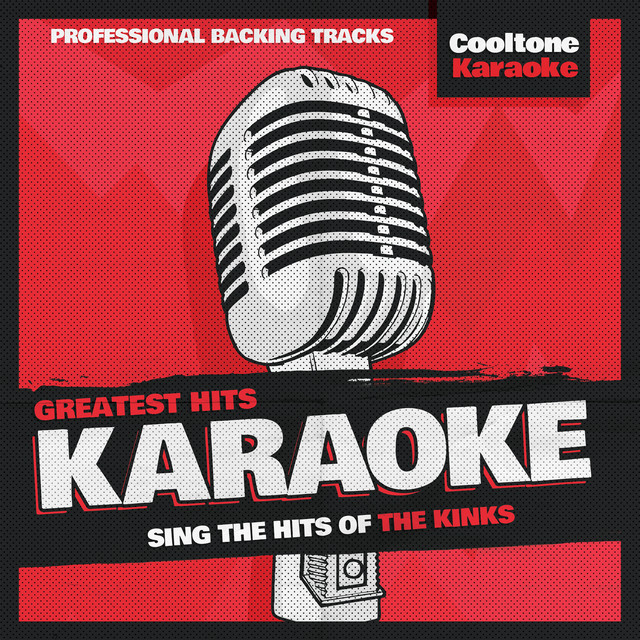 PROFESSIONAL BACKING TRACKS
Cooltone
Karaoke
GREATEST HITS
KARAOKE
SING THE HITS OF THE KINKS